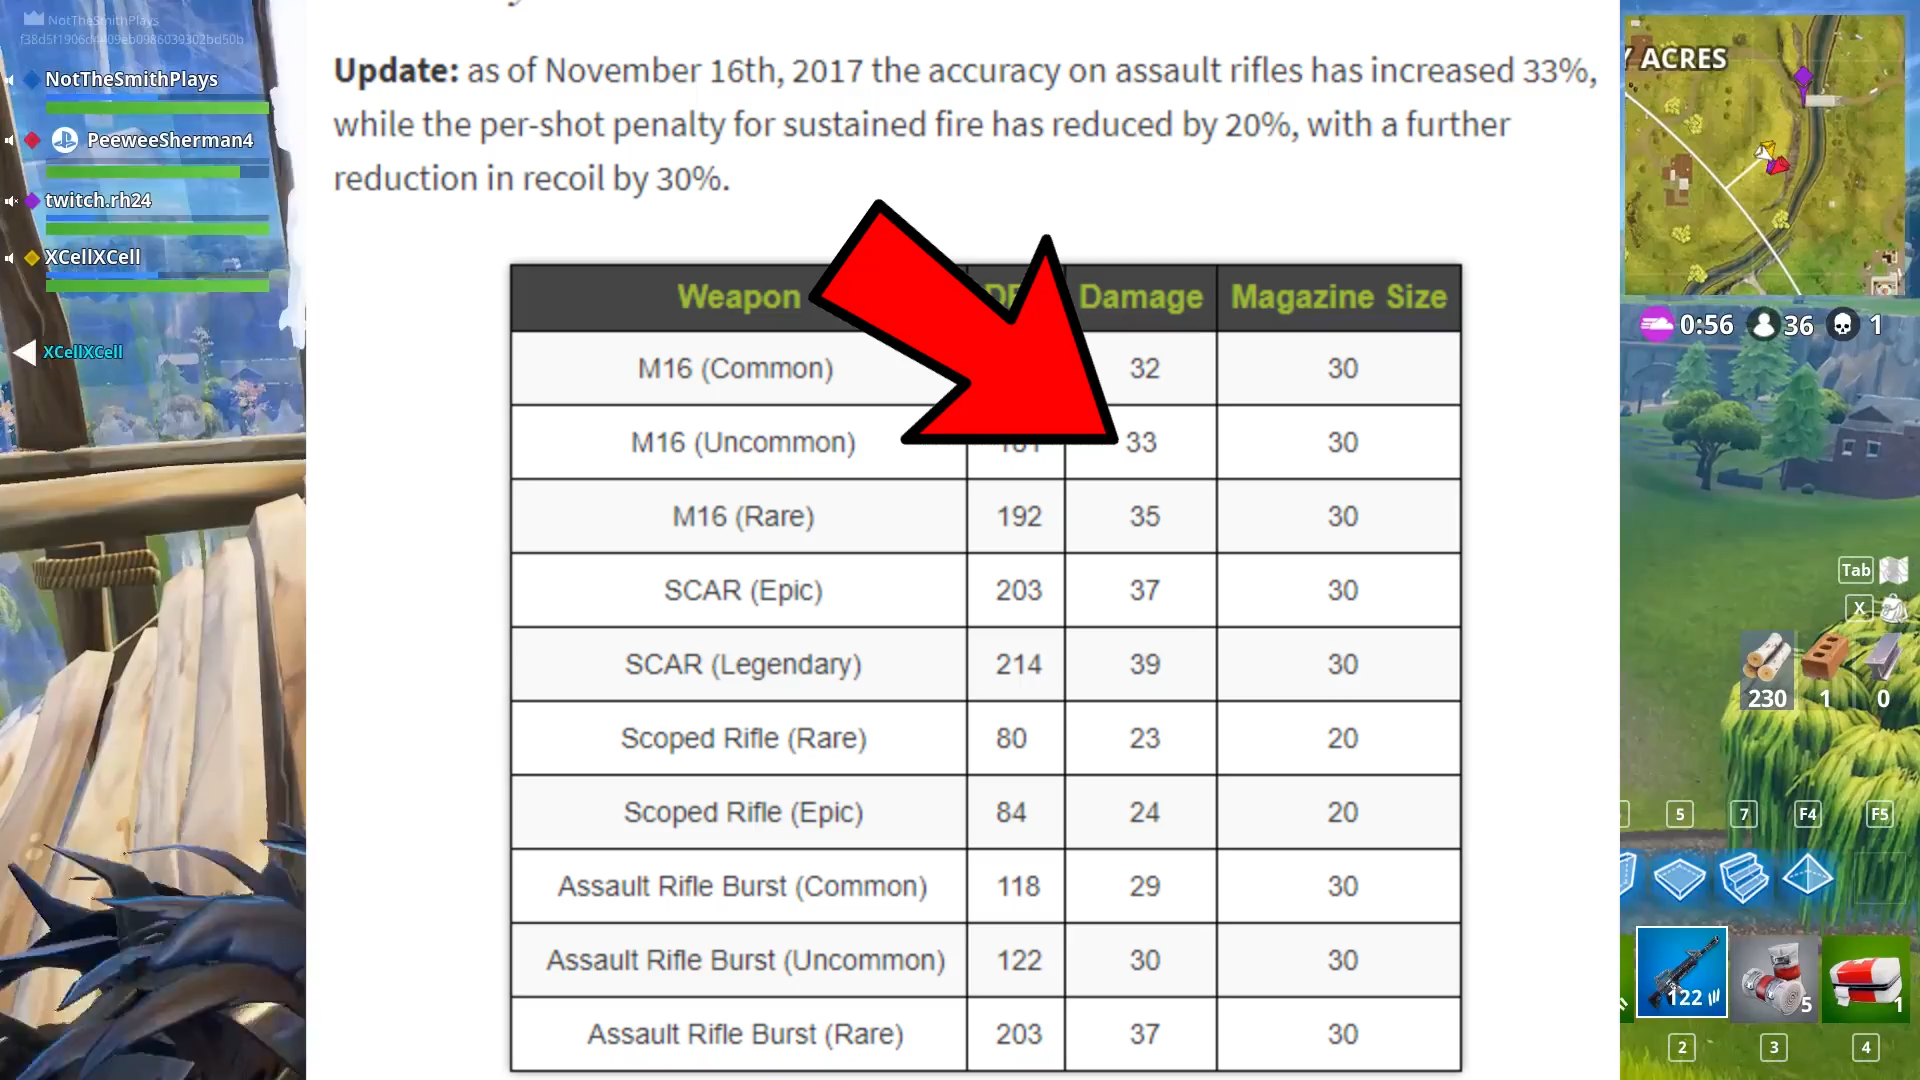 NotTheSmithPlays
NotTheSmithPlays
PeeweeSherman4
twitch.rh24
XCellXCell
XCellXCell
Update: as of November 16th, 2017 the accuracy on assault rifles has increased 33%,
while the per-shot penalty for sustained fire has reduced by 20%, with a further
reduction in recoil by 30%.
Weapon Damage Magazine Size
M16 (Common) 32 30
M16 (Uncommon) 33 30
M16 (Rare) 192 35 30
SCAR (Epic) 203 37 30
SCAR (Legendary) 214 39 30
Scoped Rifle (Rare) 80 23 20
Scoped Rifle (Epic) 84 24 20
Assault Rifle Burst (Common) 118 29 30
Assault Rifle Burst (Uncommon) 122 30 30
Assault Rifle Burst (Rare) 203 37 30
Y ACRES
0:56 36 1
Tab
X
230 1 0
5 7 F4 F5
122 5 1
2 3 4